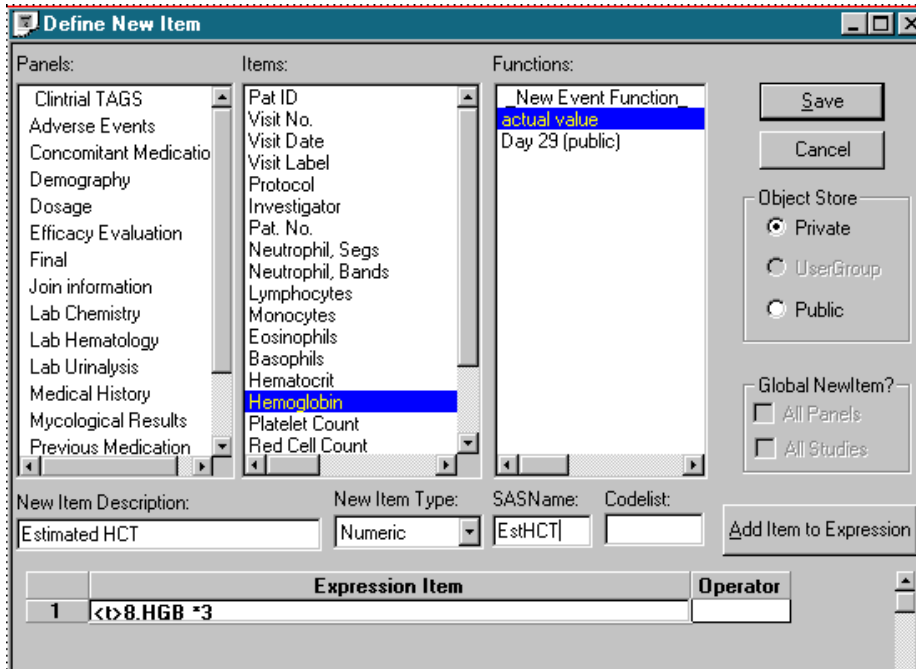 Define New Item
Panels:
Clintrial TAGS
Adverse Events
Concomitant Medicatio
Demography
Dosage
Efficacy Evaluation
Final
Join information
Lab Chemistry
Lab Hematology
Lab Urinalysis
Medical History
Mycological Results
Previous Medication
Items:
Pat ID
Visit No.
Visit Date
Visit Label
Protocol
Investigator
Pat. No.
Neutrophil, Segs
Neutrophil, Bands
Lymphocytes
Monocytes
Eosinophils
Basophils
Hematocrit
Hemoglobin
Platelet Count
Red Cell Count
Functions:
_New Event Function_
actual value
Day 29 (public)
Save
Cancel
Object Store
Private
UserGroup
Public
Global NewItem?
All Panels
All Studies
New Item Description:
Estimated HCT
New Item Type:
Numeric
SASName:
EstHCT
Codelist:
Add Item to Expression
Expression Item Operator
1 <t>8.HGB *3